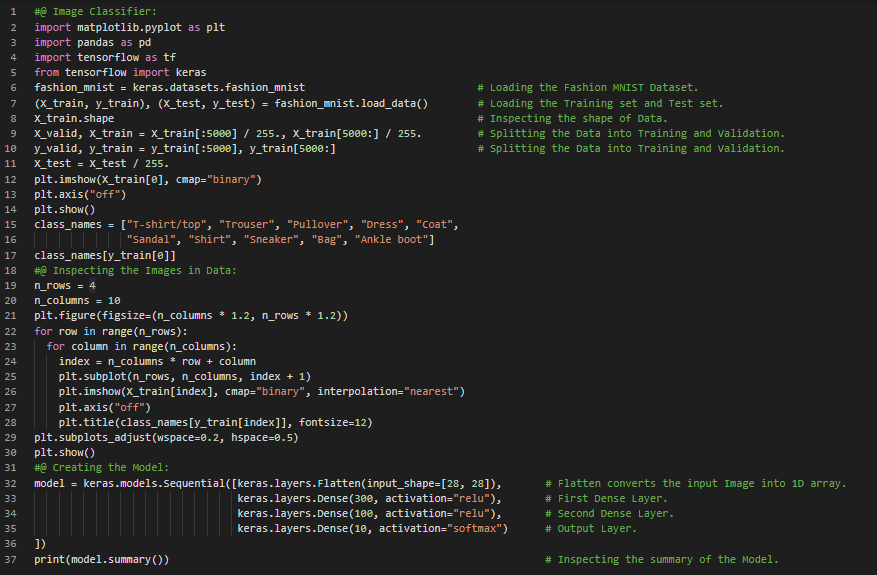 1 #@ Image Classifier:
2 import matplotlib.pyplot as plt
3 import pandas as pd
4 import tensorflow as tf
5 from tensorflow import keras
6 fashion_mnist = keras.datasets.fashion_mnist # Loading the Fashion MNIST Dataset.
7 (X_train, y_train), (X_test, y_test) = fashion_mnist.load_data() # Loading the Training set and Test set.
8 X_train.shape # Inspecting the shape of Data.
9 X_valid, X_train = X_train[:5000] / 255., X_train[5000:] / 255. # Splitting the Data into Training and Validation.
10 y_valid, y_train = y_train[:5000], y_train[5000:] # Splitting the Data into Training and Validation.
11 X_test = X_test / 255.
12 plt.imshow(X_train[0], cmap="binary")
13 plt.axis("off")
14 plt.show()
15 class_names = ["T-shirt/top", "Trouser", "Pullover", "Dress", "Coat",
16 "Sandal", "Shirt", "Sneaker", "Bag", "Ankle boot"]
17 class_names[y_train[0]]
18 #@ Inspecting the Images in Data:
19 n_rows = 4
20 n_columns = 10
21 plt.figure(figsize=(n_columns * 1.2, n_rows * 1.2))
22 for row in range(n_rows):
23 for column in range(n_columns):
24 index = n_columns * row + column
25 plt.subplot(n_rows, n_columns, index + 1)
26 plt.imshow(X_train[index], cmap="binary", interpolation="nearest")
27 plt.axis("off")
28 plt.title(class_names[y_train[index]], fontsize=12)
29 plt.subplots_adjust(wspace=0.2, hspace=0.5)
30 plt.show()
31 #@ Creating the Model:
32 model = keras.models.Sequential([keras.layers.Flatten(input_shape=[28, 28]), # Flatten converts the input Image into 1D array.
33 keras.layers.Dense(300, activation="relu"), # First Dense Layer.
34 keras.layers.Dense(100, activation="relu"), # Second Dense Layer.
35 keras.layers.Dense(10, activation="softmax") # Output Layer.
36 ])
37 print(model.summary()) # Inspecting the summary of the Model.